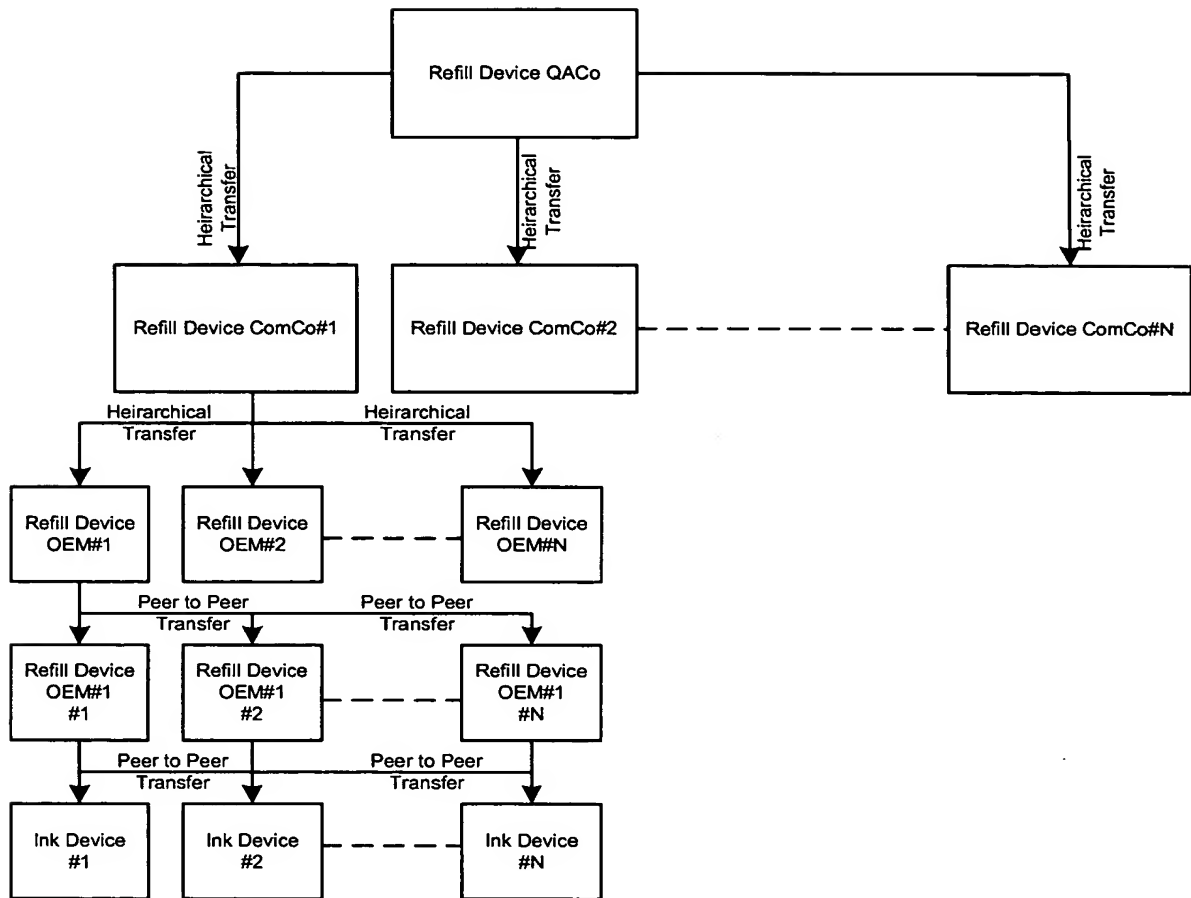 Refill Device QACo
Heirarchical
Transfer
Heirarchical
Transfer
Heirarchical
Transfer
Refill Device ComCo#1
Refill Device ComCo#2
Refill Device ComCo#N
Heirarchical
Transfer
Heirarchical
Transfer
Refill Device
OEM#1
Refill Device
OEM#2
Refill Device
OEM#N
Peer to Peer
Transfer
Peer to Peer
Transfer
Refill Device
OEM#1
#1
Refill Device
OEM#1
#2
Refill Device
OEM#1
#N
Peer to Peer
Transfer
Peer to Peer
Transfer
Ink Device
#1
Ink Device
#2
Ink Device
#N